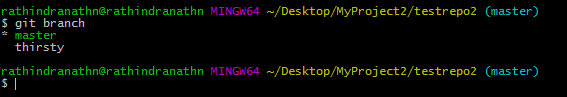 rathindranathn@rathindranathn MINGW64 ~/Desktop/MyProject2/testrepo2 (master)
$ git branch
* master
  thirsty

rathindranathn@rathindranathn MINGW64 ~/Desktop/MyProject2/testrepo2 (master)
$